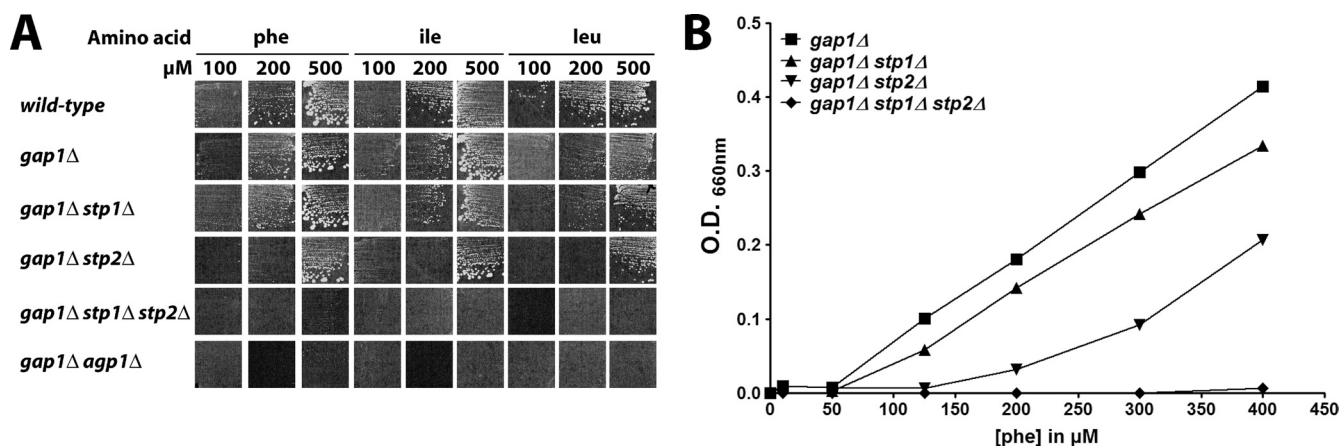 A
Amino acid phe ile leu
μM 100 200 500 100 200 500 100 200 500
wild-type
gap1Δ
gap1Δ stp1Δ
gap1Δ stp2Δ
gap1Δ stp1Δ stp2Δ
gap1Δ agp1Δ
B
gap1Δ
gap1Δ stp1Δ
gap1Δ stp2Δ
gap1Δ stp1Δ stp2Δ
O.D. 660nm
0.5
0.4
0.3
0.2
0.1
0.0
0 50 100 150 200 250 300 350 400 450
[phe] in μM